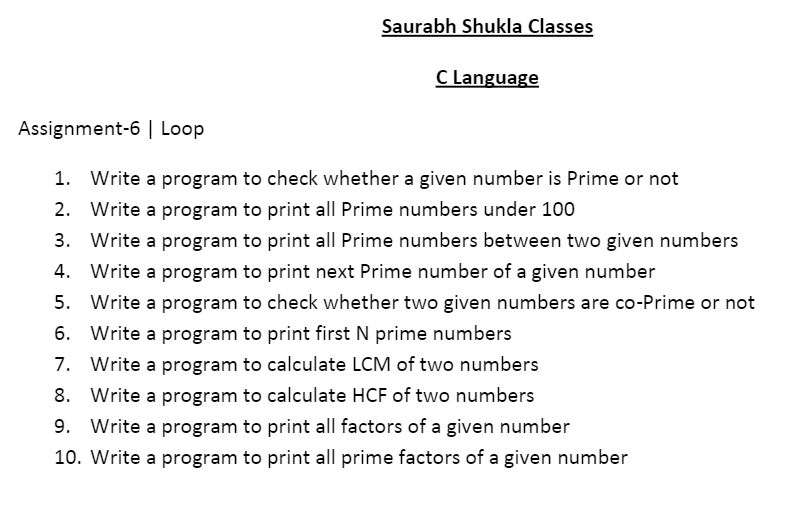 Saurabh Shukla Classes
C Language
Assignment-6 | Loop
1. Write a program to check whether a given number is Prime or not
2. Write a program to print all Prime numbers under 100
3. Write a program to print all Prime numbers between two given numbers
4. Write a program to print next Prime number of a given number
5. Write a program to check whether two given numbers are co-Prime or not
6. Write a program to print first N prime numbers
7. Write a program to calculate LCM of two numbers
8. Write a program to calculate HCF of two numbers
9. Write a program to print all factors of a given number
10. Write a program to print all prime factors of a given number